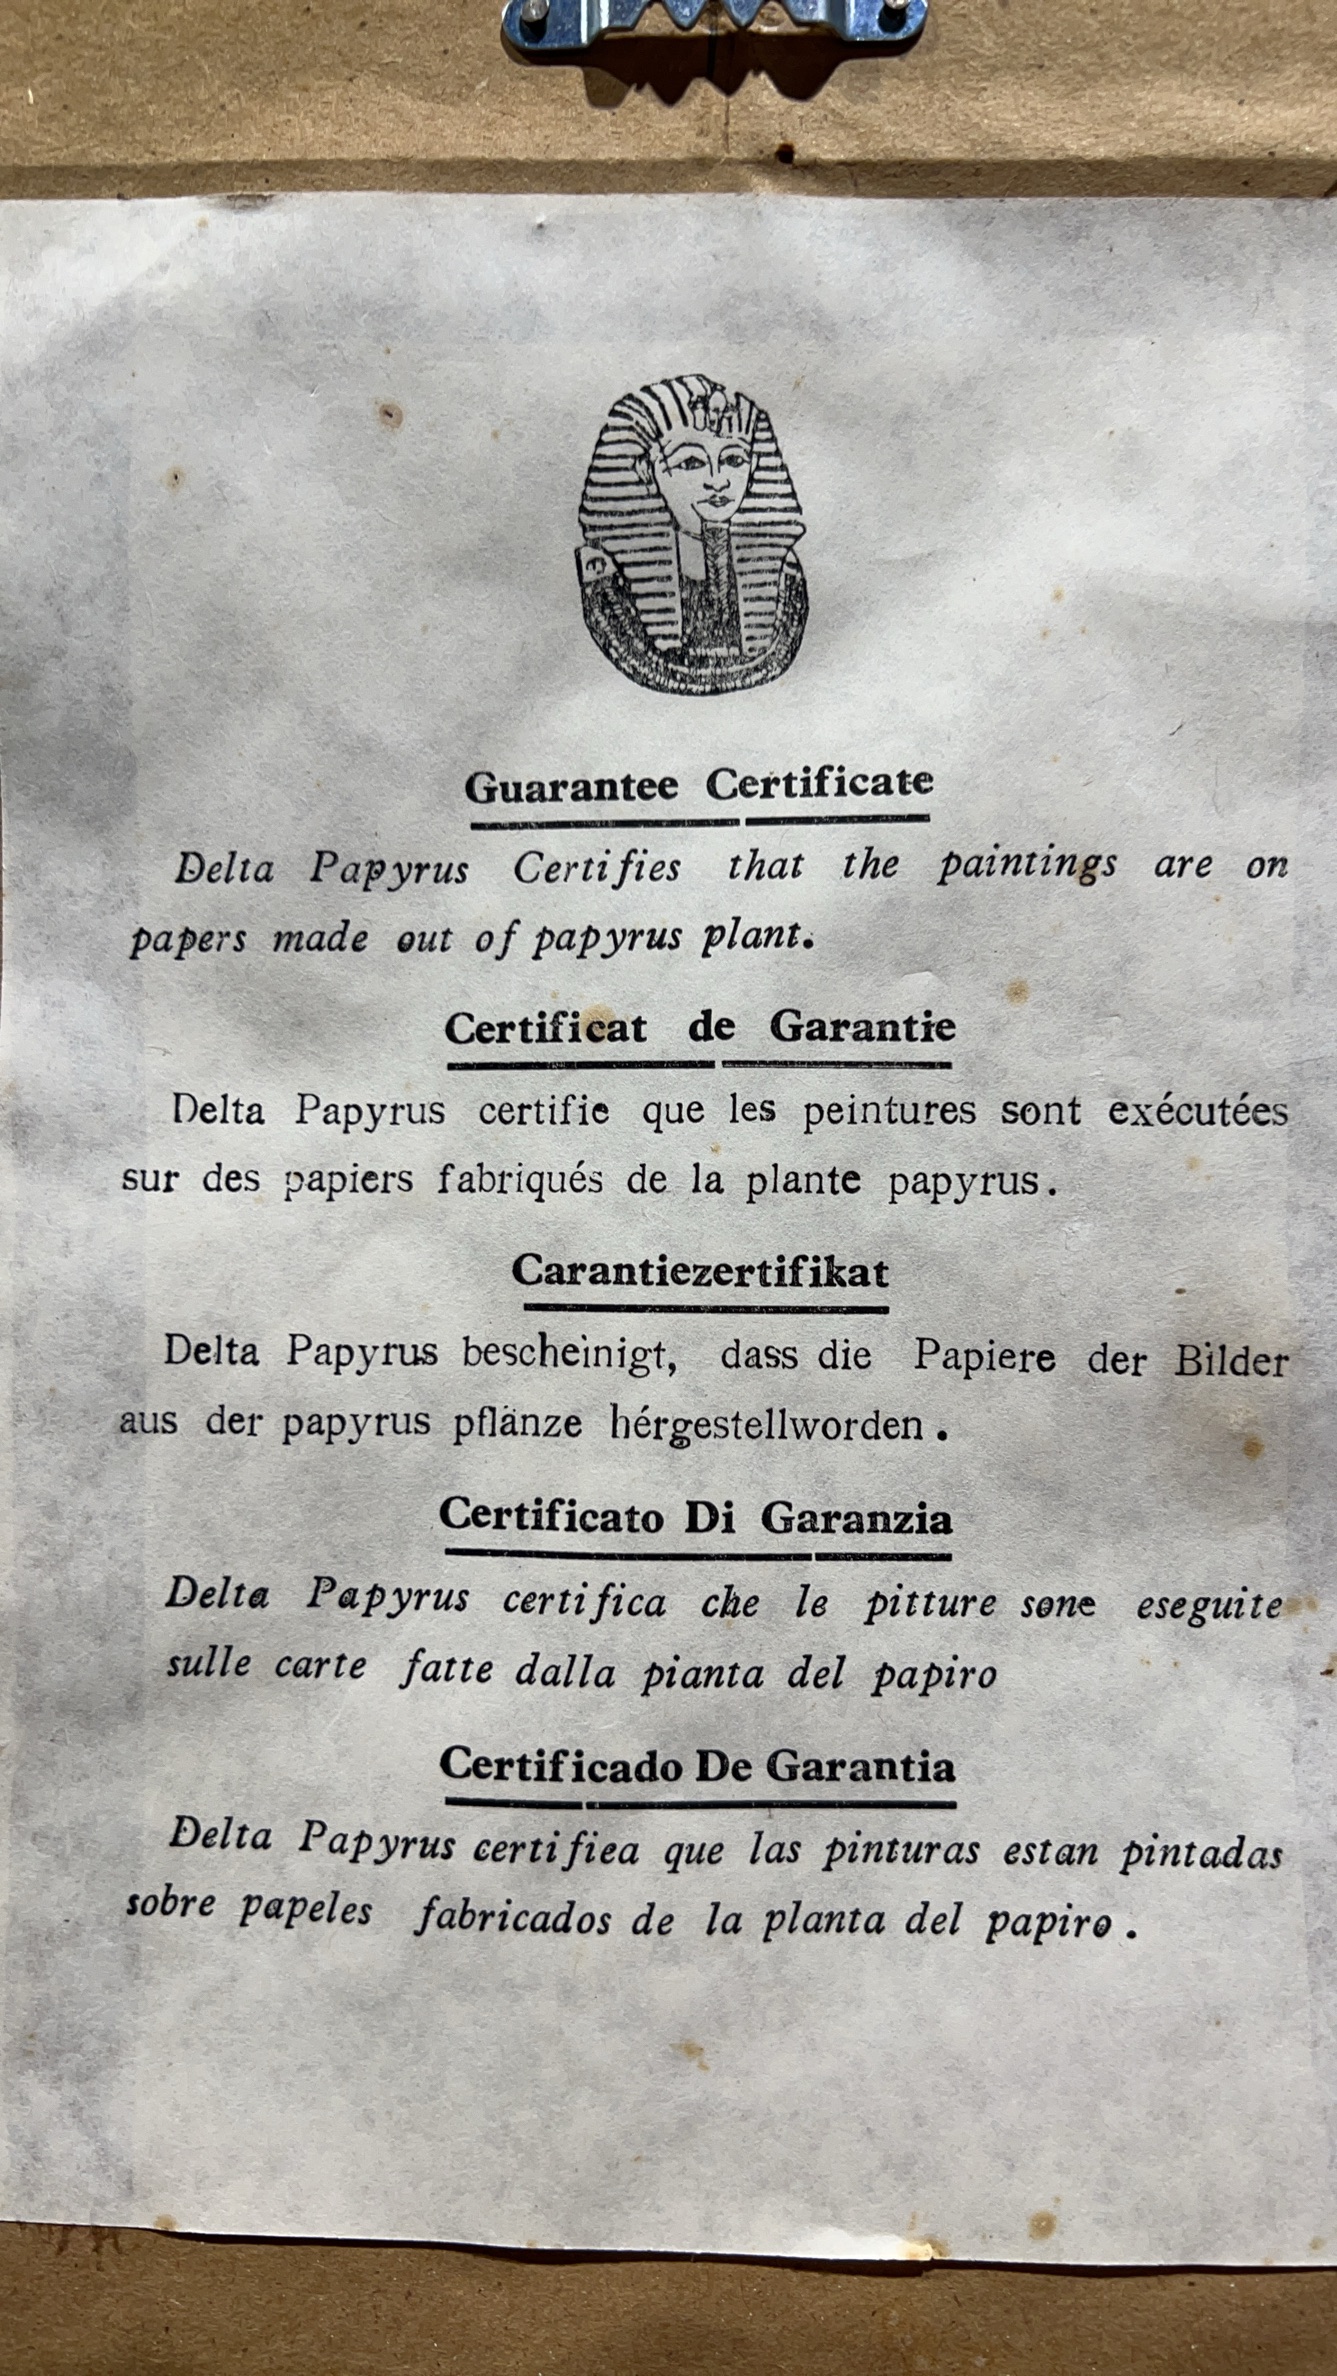 Guarantee Certificate
Delta Papyrus Certifies that the paintings are on
papers made out of papyrus plant.
Certificat de Garantie
Delta Papyrus certifie que les peintures sont exécutées
sur des papiers fabriqués de la plante papyrus.
Carantiezertifikat
Delta Papyrus bescheinigt, dass die Papiere der Bilder
aus der papyrus pflänze hérgestellworden.
Certificato Di Garanzia
Delta Papyrus certifica che le pitture sone eseguite
sulle carte fatte dalla pianta del papiro
Certificado De Garantia
Delta Papyrus certifiea que las pinturas estan pintadas
sobre papeles fabricados de la planta del papiro.